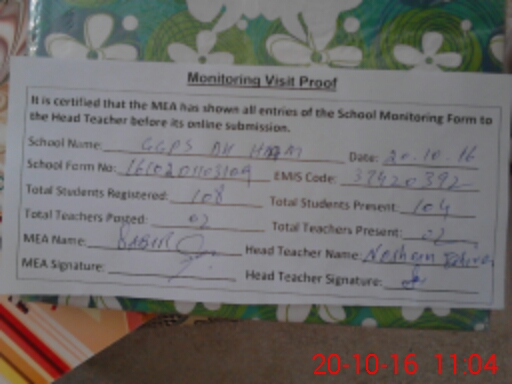 Monitoring Visit Proof
It is certified that the MEA has shown all entries of the School Monitoring Form to
the Head Teacher before its online submission.
School Name: GGPS Date: 20.10.16
School Form No: EMIS Code: 37420392
Total Students Registered: 108 Total Students Present: 104
Total Teachers Posted: 02 Total Teachers Present: 02
MEA Name: BABER Head Teacher Name:
MEA Signature: Head Teacher Signature:
20-10-16 11:04